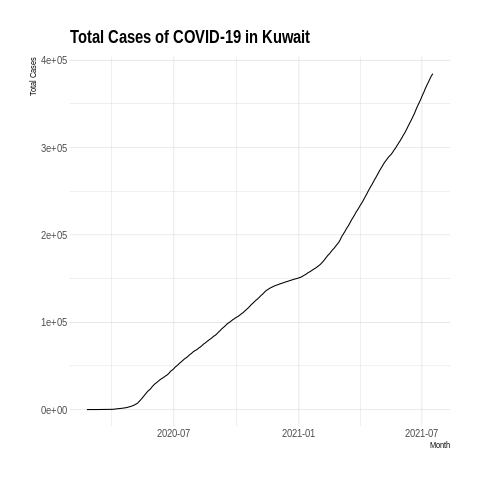 Total Cases of COVID-19 in Kuwait
Total Cases
4e+05
3e+05
2e+05
1e+05
0e+00
2020-07
2021-01
2021-07
Month